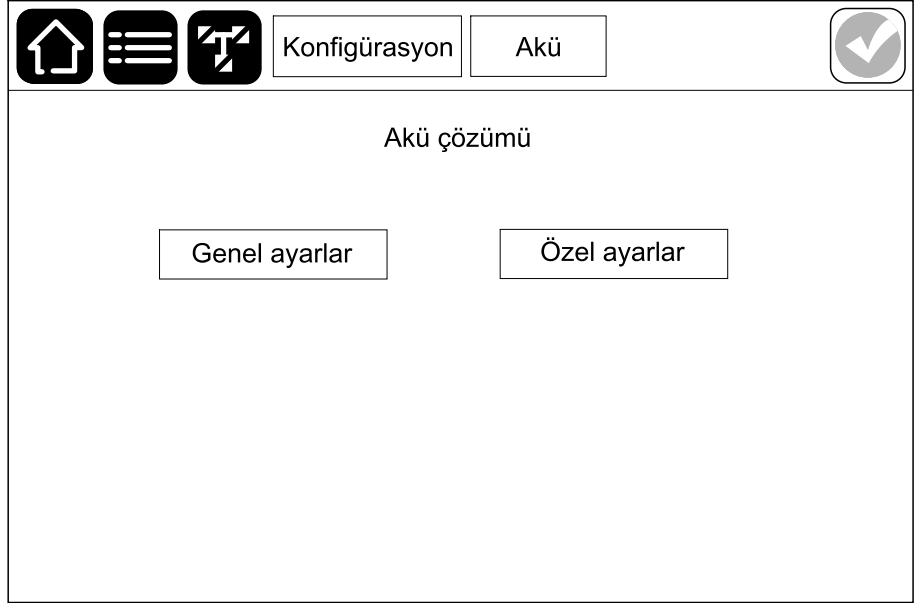 Konfigürasyon
Akü
Akü çözümü
Genel ayarlar
Özel ayarlar